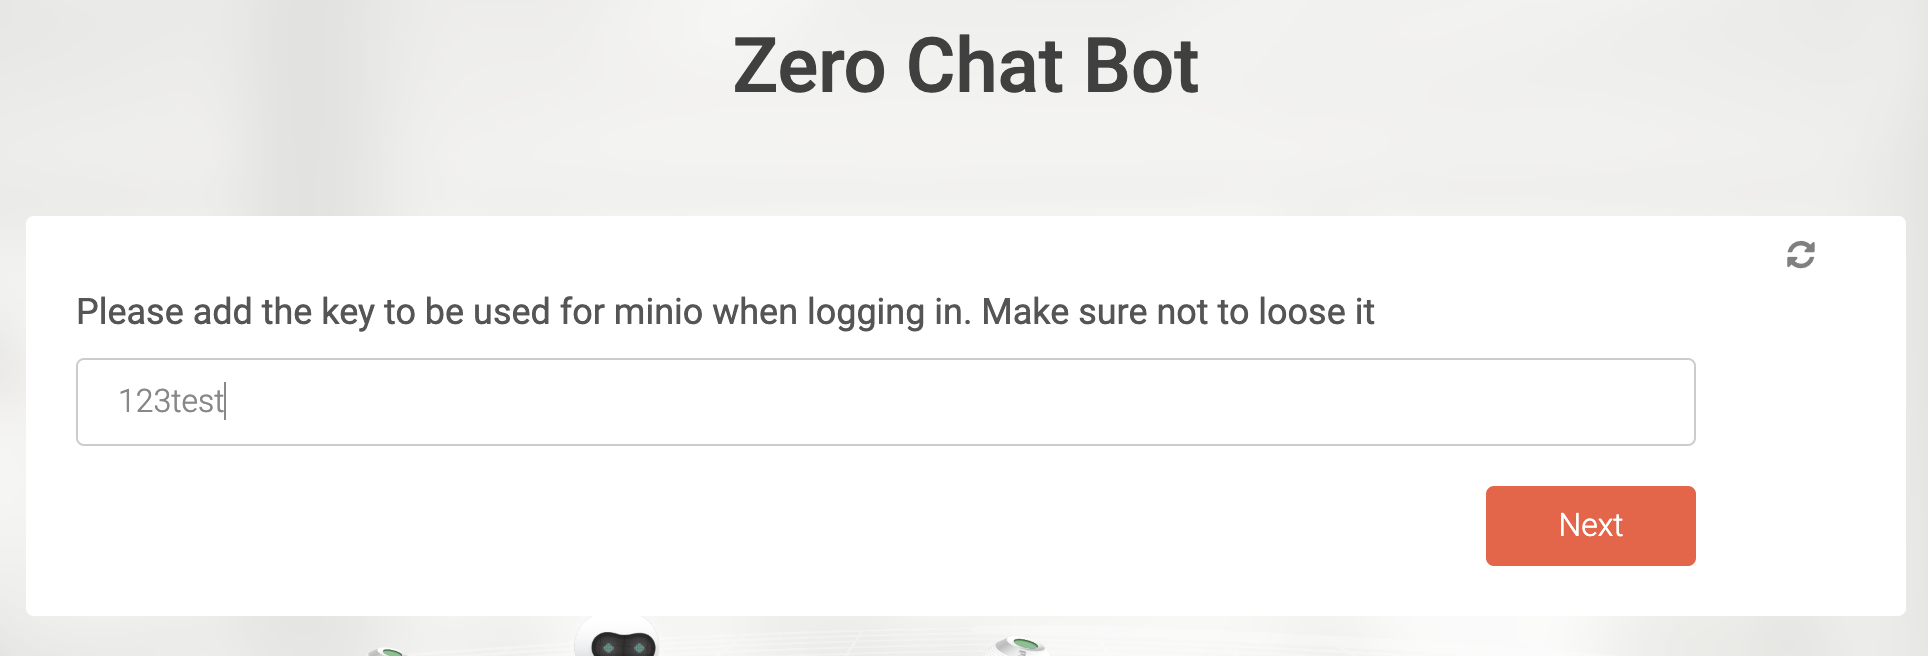 Zero Chat Bot
Please add the key to be used for minio when logging in. Make sure not to loose it
123test
Next